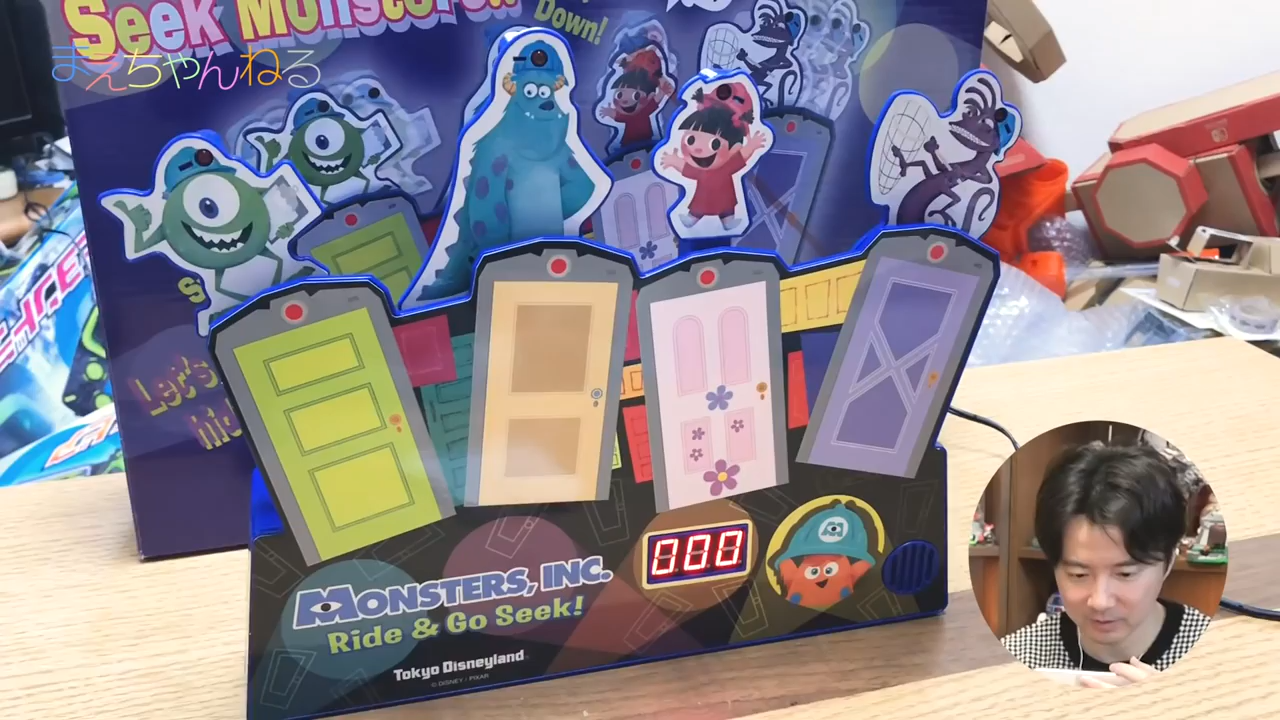 Seek Monsters
Down!
まえちゃんねる
Let's
000
MONSTERS, INC.
Ride & Go Seek!
Tokyo Disneyland
© DISNEY / PIXAR